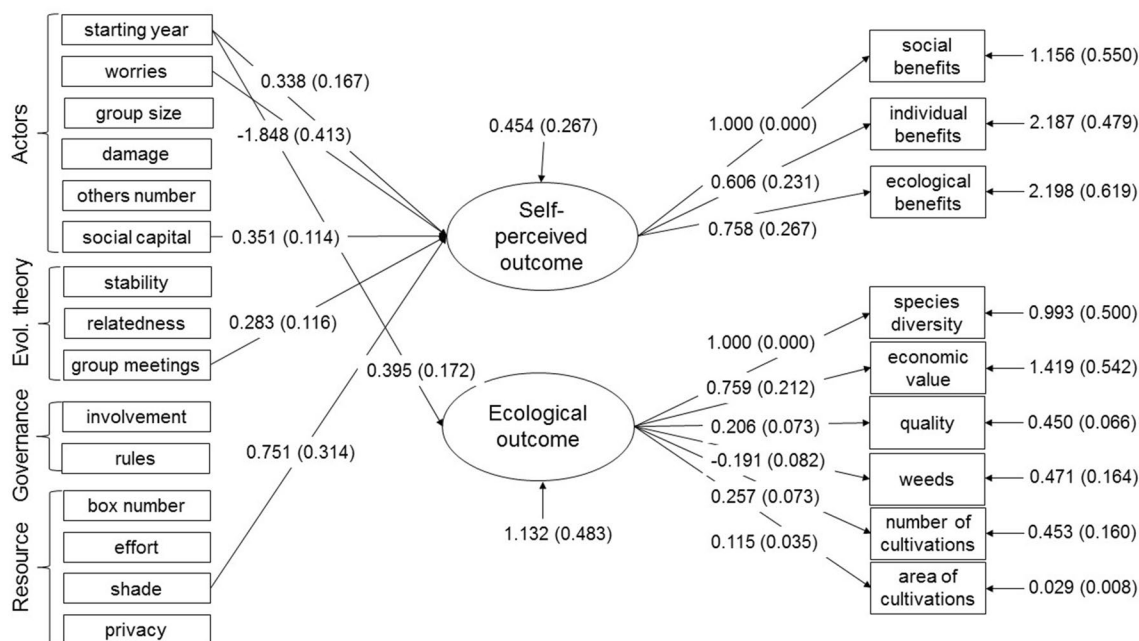 Actors
starting year
worries
group size
damage
others number
social capital
Evol. theory
stability
relatedness
group meetings
Governance
involvement
rules
Resource
box number
effort
shade
privacy
0.338 (0.167)
-1.848 (0.413)
0.351 (0.114)
0.283 (0.116)
0.395 (0.172)
0.751 (0.314)
0.454 (0.267)
Self-
perceived
outcome
Ecological
outcome
1.132 (0.483)
1.000 (0.000)
0.606 (0.231)
0.758 (0.267)
1.000 (0.000)
0.759 (0.212)
0.206 (0.073)
-0.191 (0.082)
0.257 (0.073)
0.115 (0.035)
social
benefits
1.156 (0.550)
individual
benefits
2.187 (0.479)
ecological
benefits
2.198 (0.619)
species
diversity
0.993 (0.500)
economic
value
1.419 (0.542)
quality
0.450 (0.066)
weeds
0.471 (0.164)
number of
cultivations
0.453 (0.160)
area of
cultivations
0.029 (0.008)